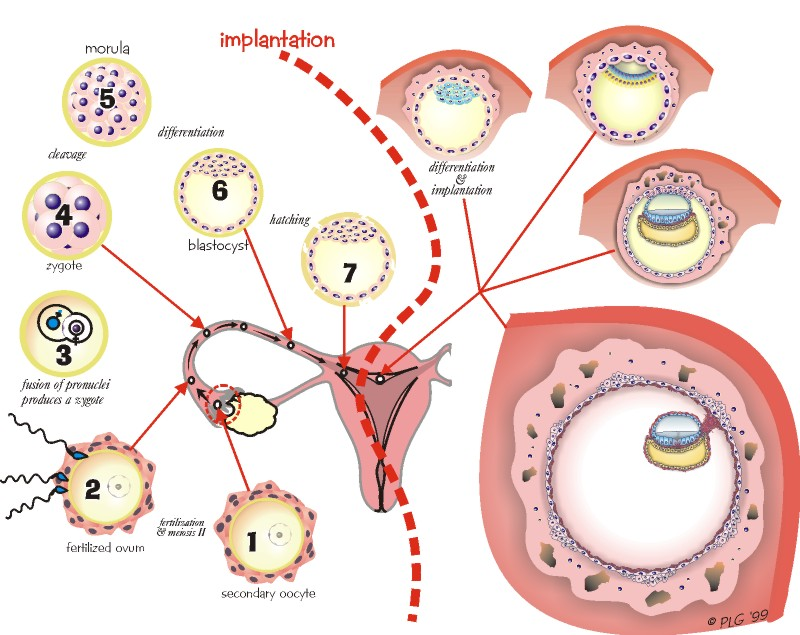 morula
implantation
5
differentiation
cleavage
6
4
blastocyst
hatching
zygote
7
3
fusion of pronuclei
produces a zygote
differentiation
&
implantation
2
fertilized ovum
fertilization
& meiosis II
1
secondary oocyte
© PLG '99